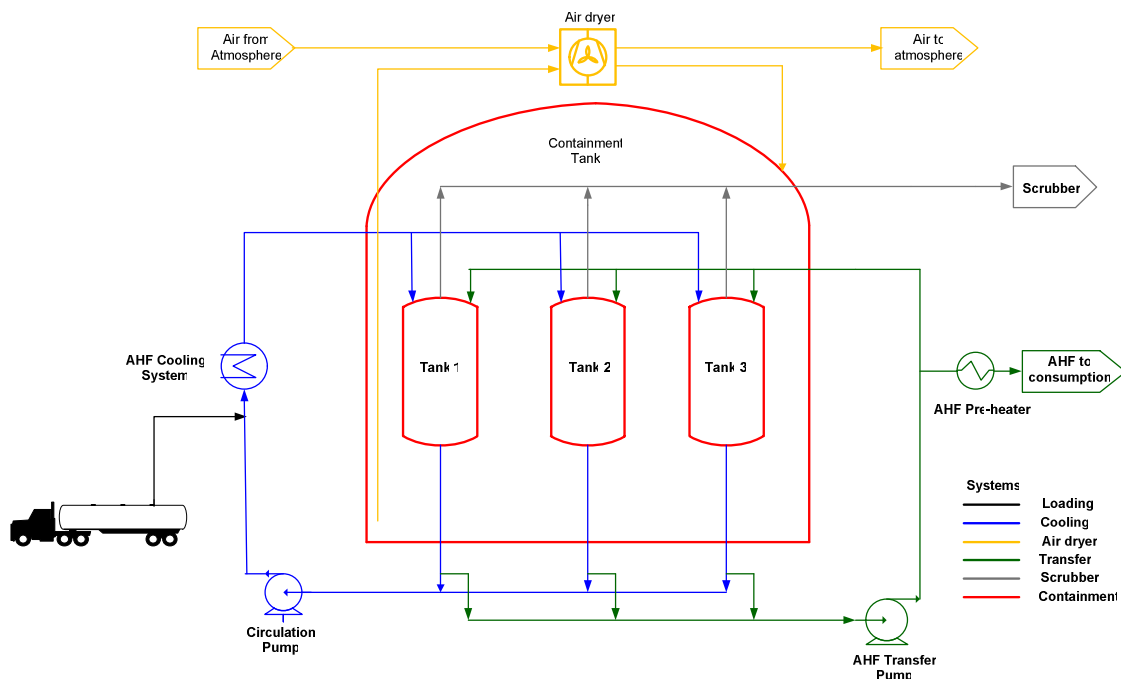 Air dryer
Air from
Atmosphere
Air to
atmosphere
Containment
Tank
Scrubber
AHF Cooling
System
Tank 1
Tank 2
Tank 3
AHF to
consumption
AHF Pre-heater
Systems
Loading
Cooling
Air dryer
Transfer
Scrubber
Containment
Circulation
Pump
AHF Transfer
Pump